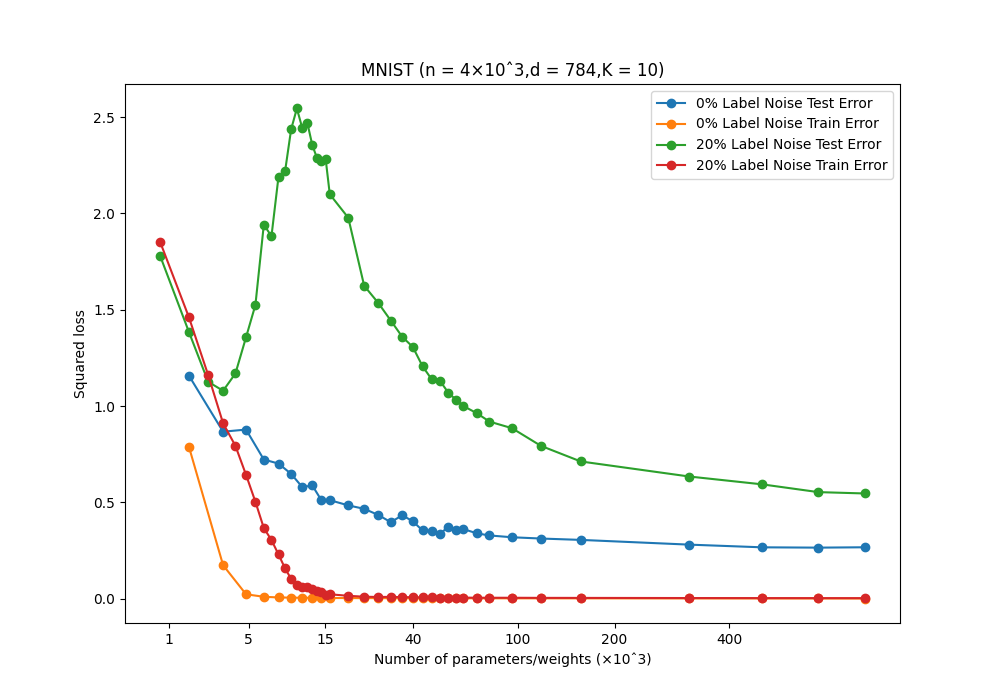 MNIST (n = 4×10ˆ3,d = 784,K = 10)
0% Label Noise Test Error
0% Label Noise Train Error
20% Label Noise Test Error
20% Label Noise Train Error
Squared loss
2.5
2.0
1.5
1.0
0.5
0.0
1 5 15 40 100 200 400
Number of parameters/weights (×10ˆ3)